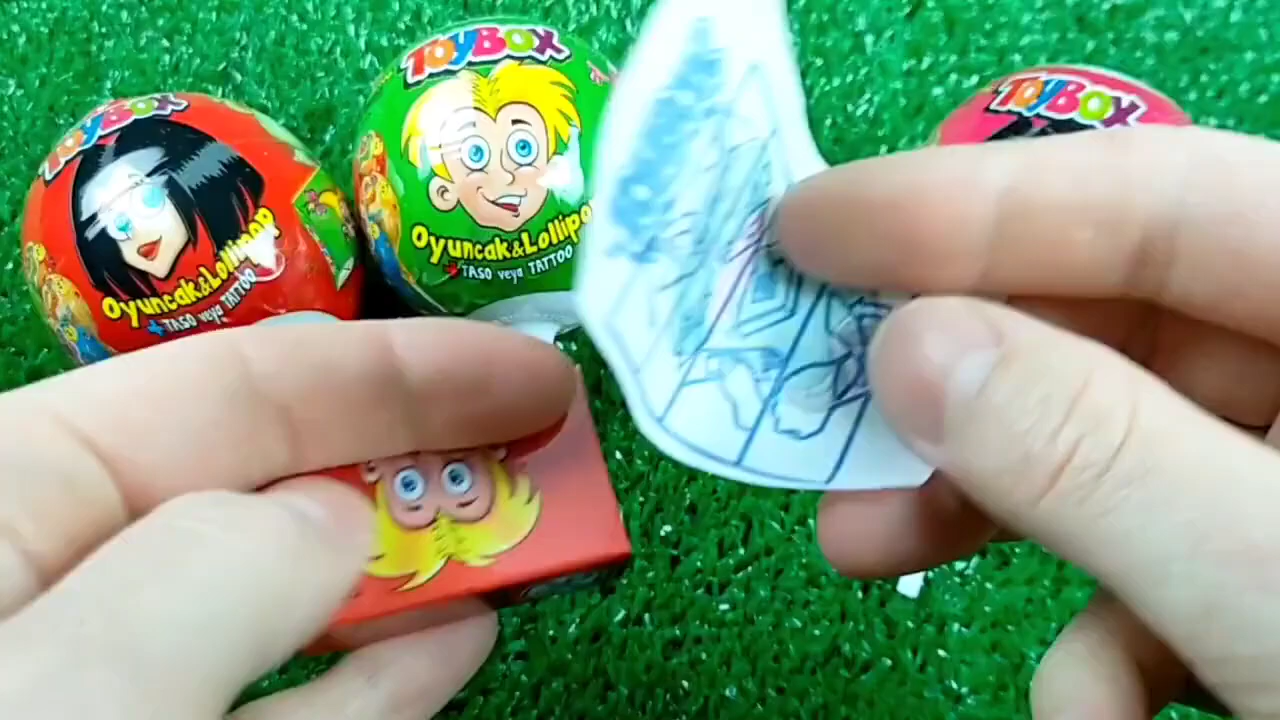 TOYBOX
Oyuncak&Lollipop
+ TASO veya TATTOO
TOYBOX
Oyuncak&Lollipo
+ TASO veya TATTOO
TOYBOX